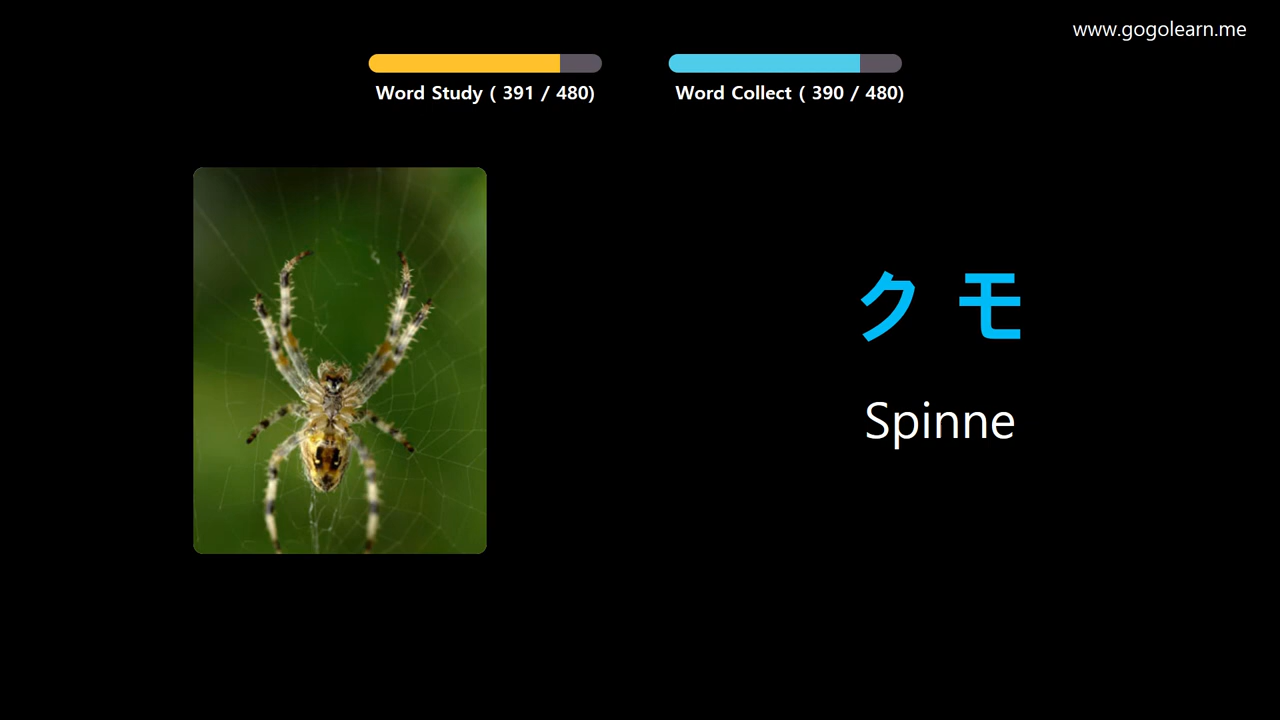 www.gogolearn.me
Word Study ( 391 / 480)
Word Collect ( 390 / 480)
ク モ
Spinne